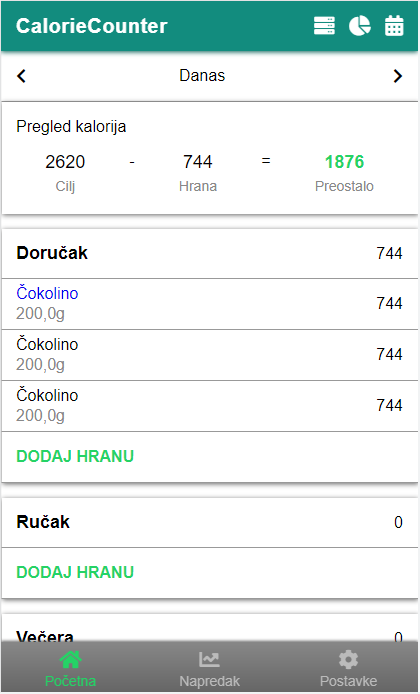 CalorieCounter
Danas
Pregled kalorija
2620 - 744 = 1876
Cilj Hrana Preostalo
Doručak 744
Čokolino
200,0g
744
Čokolino
200,0g
744
Čokolino
200,0g
744
DODAJ HRANU
Ručak 0
DODAJ HRANU
Večera 0
Početna Napredak Postavke